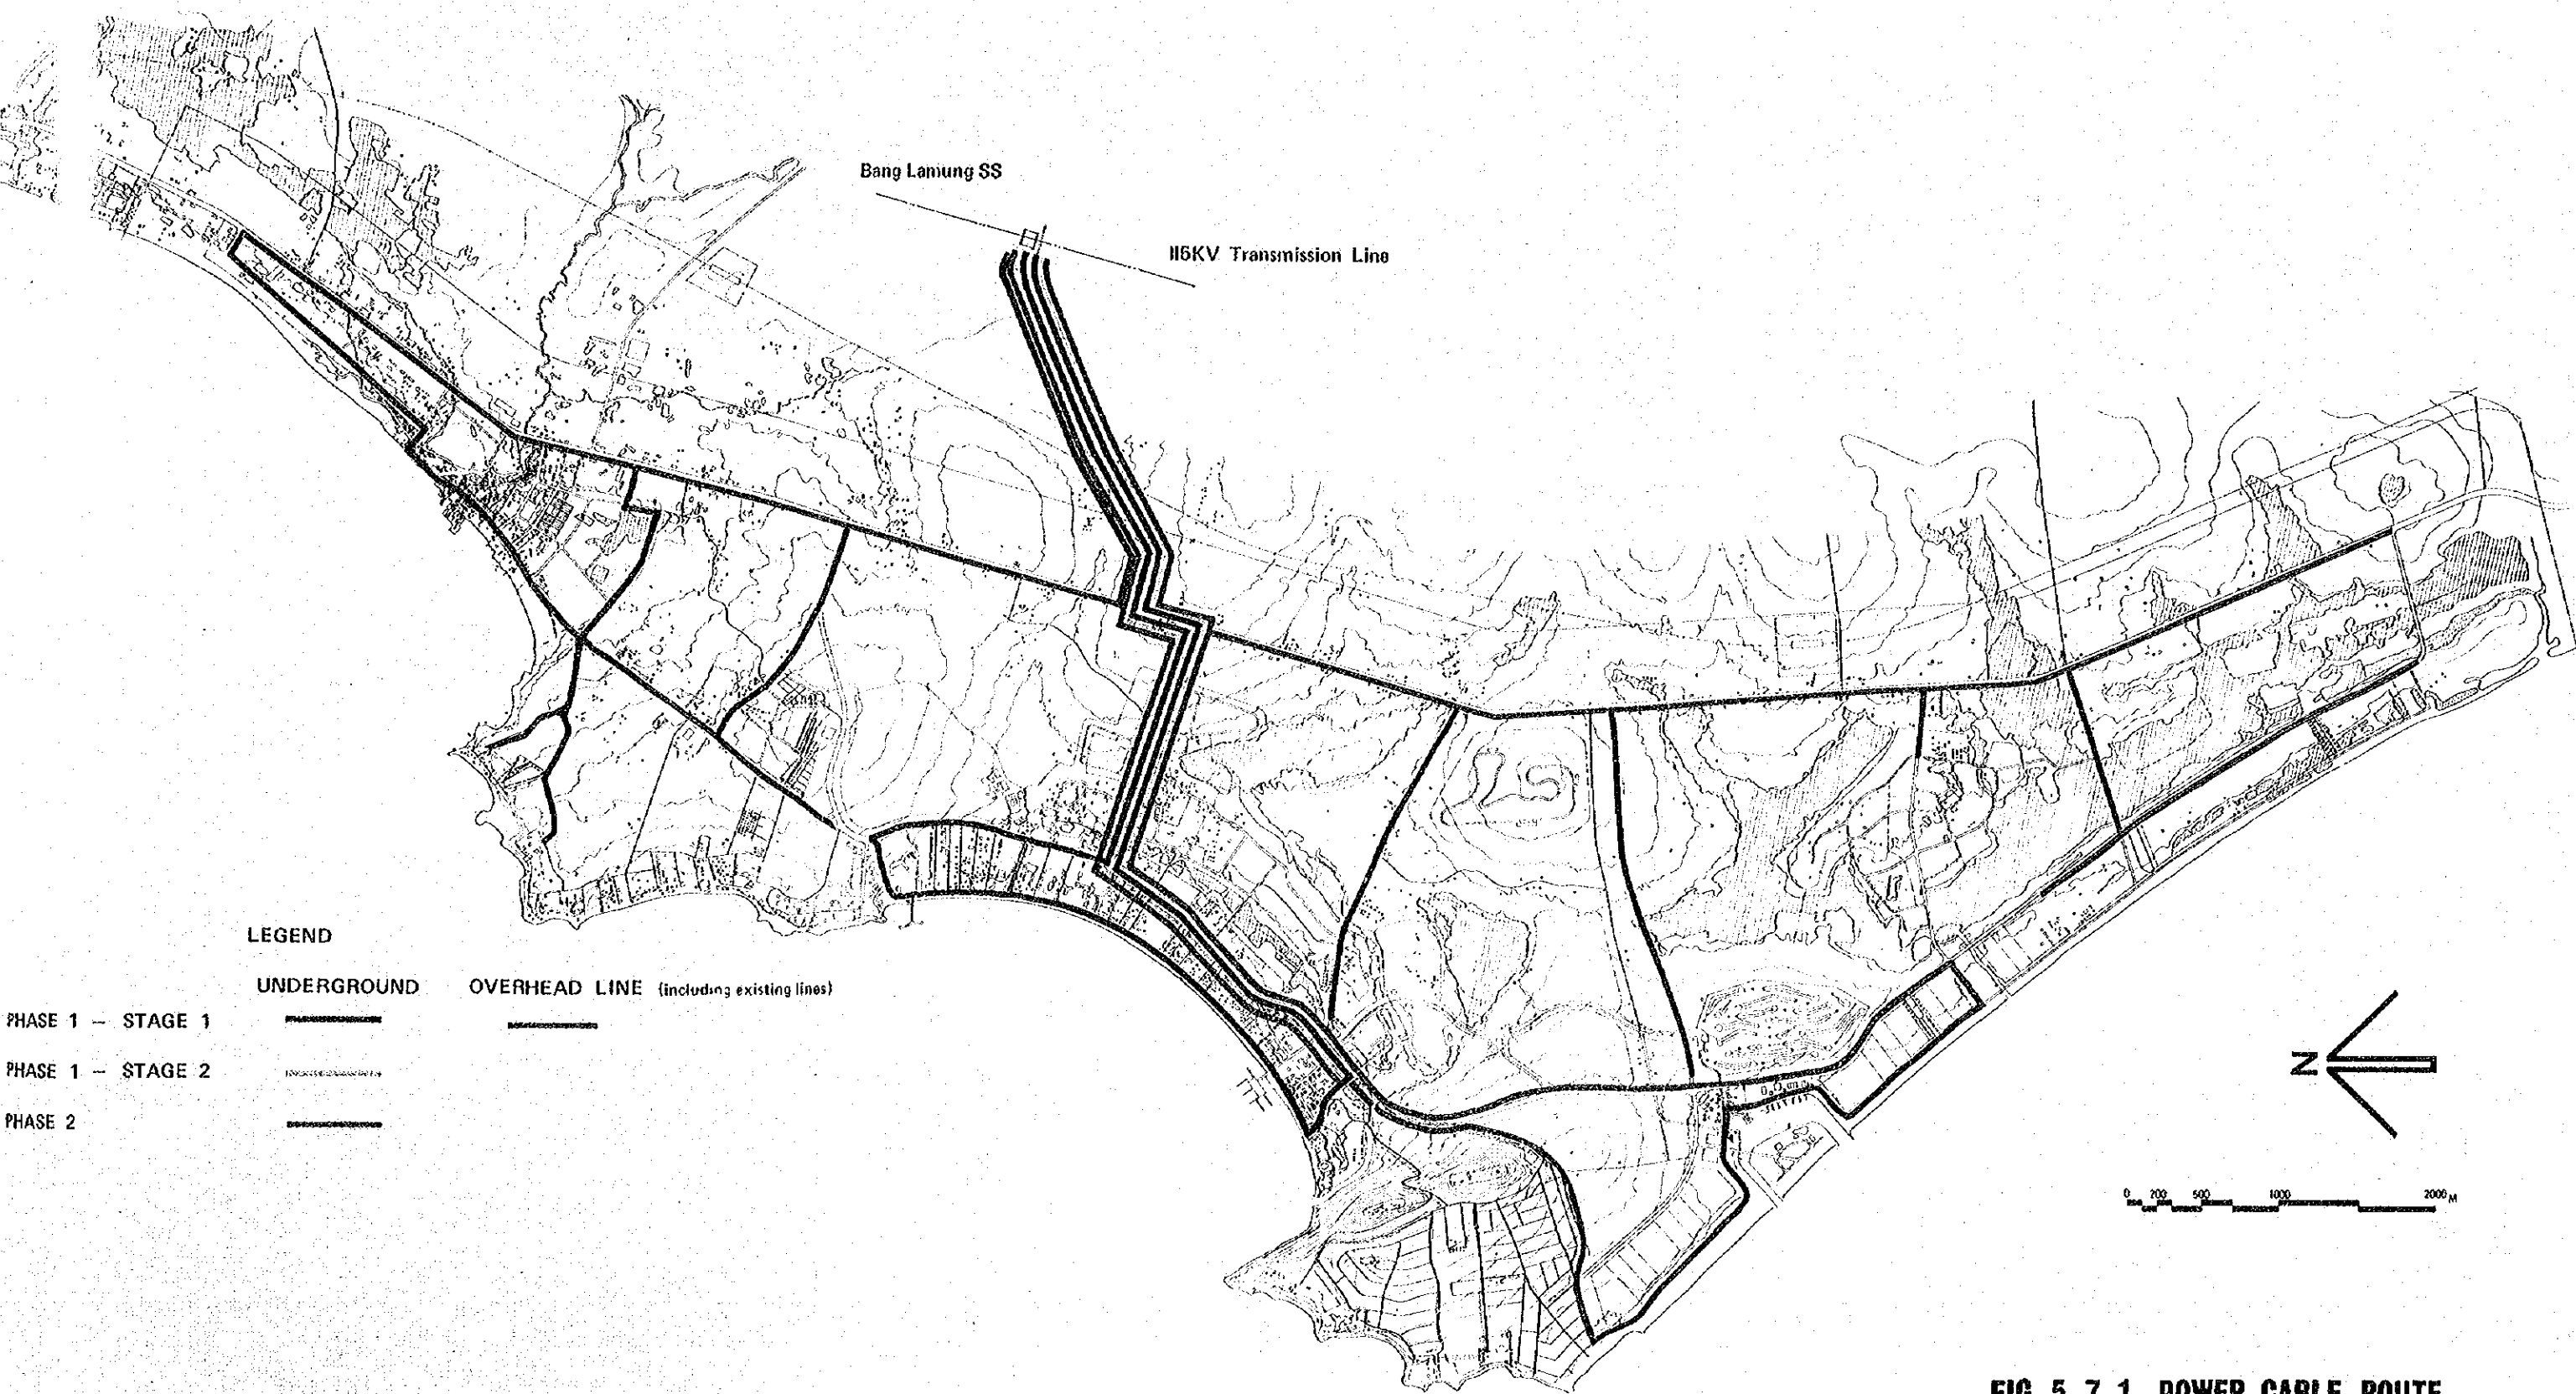 Bang Lamung SS
115KV Transmission Line
LEGEND
UNDERGROUND OVERHEAD LINE (including existing lines)
PHASE 1 – STAGE 1
PHASE 1 – STAGE 2
PHASE 2
N
0 200 500 1000 2000 M
FIG. 5. 7. 1 POWER CABLE ROUTE